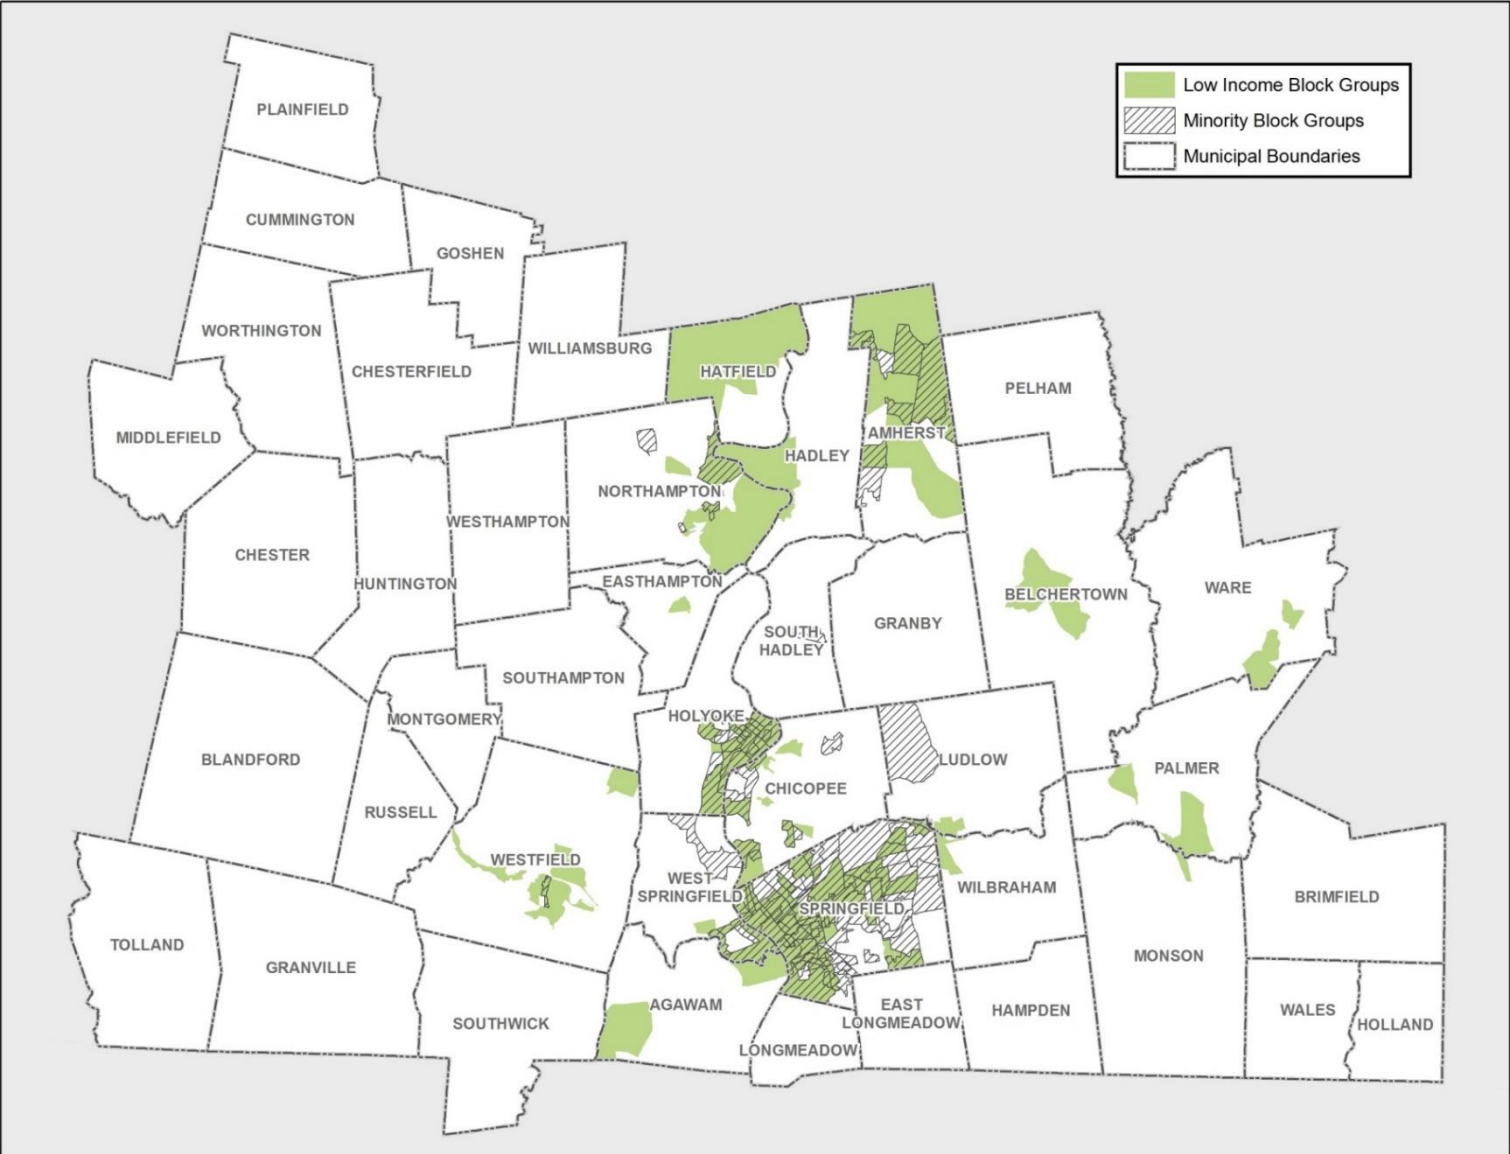 Low Income Block Groups
Minority Block Groups
Municipal Boundaries
PLAINFIELD
CUMMINGTON
GOSHEN
WORTHINGTON
WILLIAMSBURG
CHESTERFIELD
HATFIELD
PELHAM
MIDDLEFIELD
AMHERST
HADLEY
NORTHAMPTON
WESTHAMPTON
CHESTER
HUNTINGTON
EASTHAMPTON
BELCHERTOWN
WARE
SOUTH
HADLEY
GRANBY
SOUTHAMPTON
HOLYOKE
MONTGOMERY
BLANDFORD
LUDLOW
PALMER
CHICOPEE
RUSSELL
WESTFIELD
WEST
SPRINGFIELD
WILBRAHAM
BRIMFIELD
SPRINGFIELD
TOLLAND
GRANVILLE
MONSON
AGAWAM
EAST
LONGMEADOW
HAMPDEN
WALES
HOLLAND
SOUTHWICK
LONGMEADOW